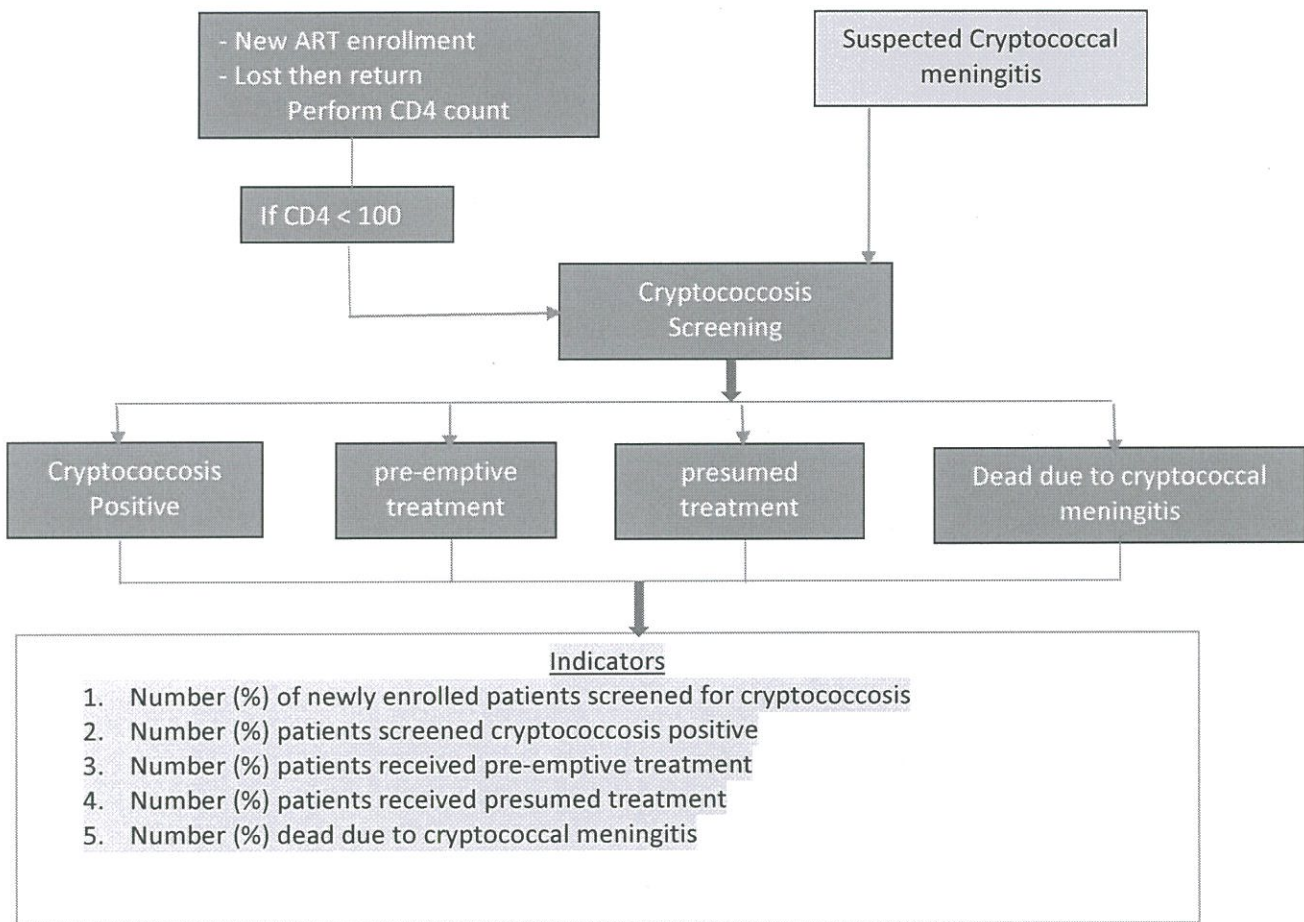 - New ART enrollment
- Lost then return
Perform CD4 count
Suspected Cryptococcal
meningitis
If CD4 < 100
Cryptococcosis
Screening
Cryptococcosis
Positive
pre-emptive
treatment
presumed
treatment
Dead due to cryptococcal
meningitis
Indicators
1. Number (%) of newly enrolled patients screened for cryptococcosis
2. Number (%) patients screened cryptococcosis positive
3. Number (%) patients received pre-emptive treatment
4. Number (%) patients received presumed treatment
5. Number (%) dead due to cryptococcal meningitis